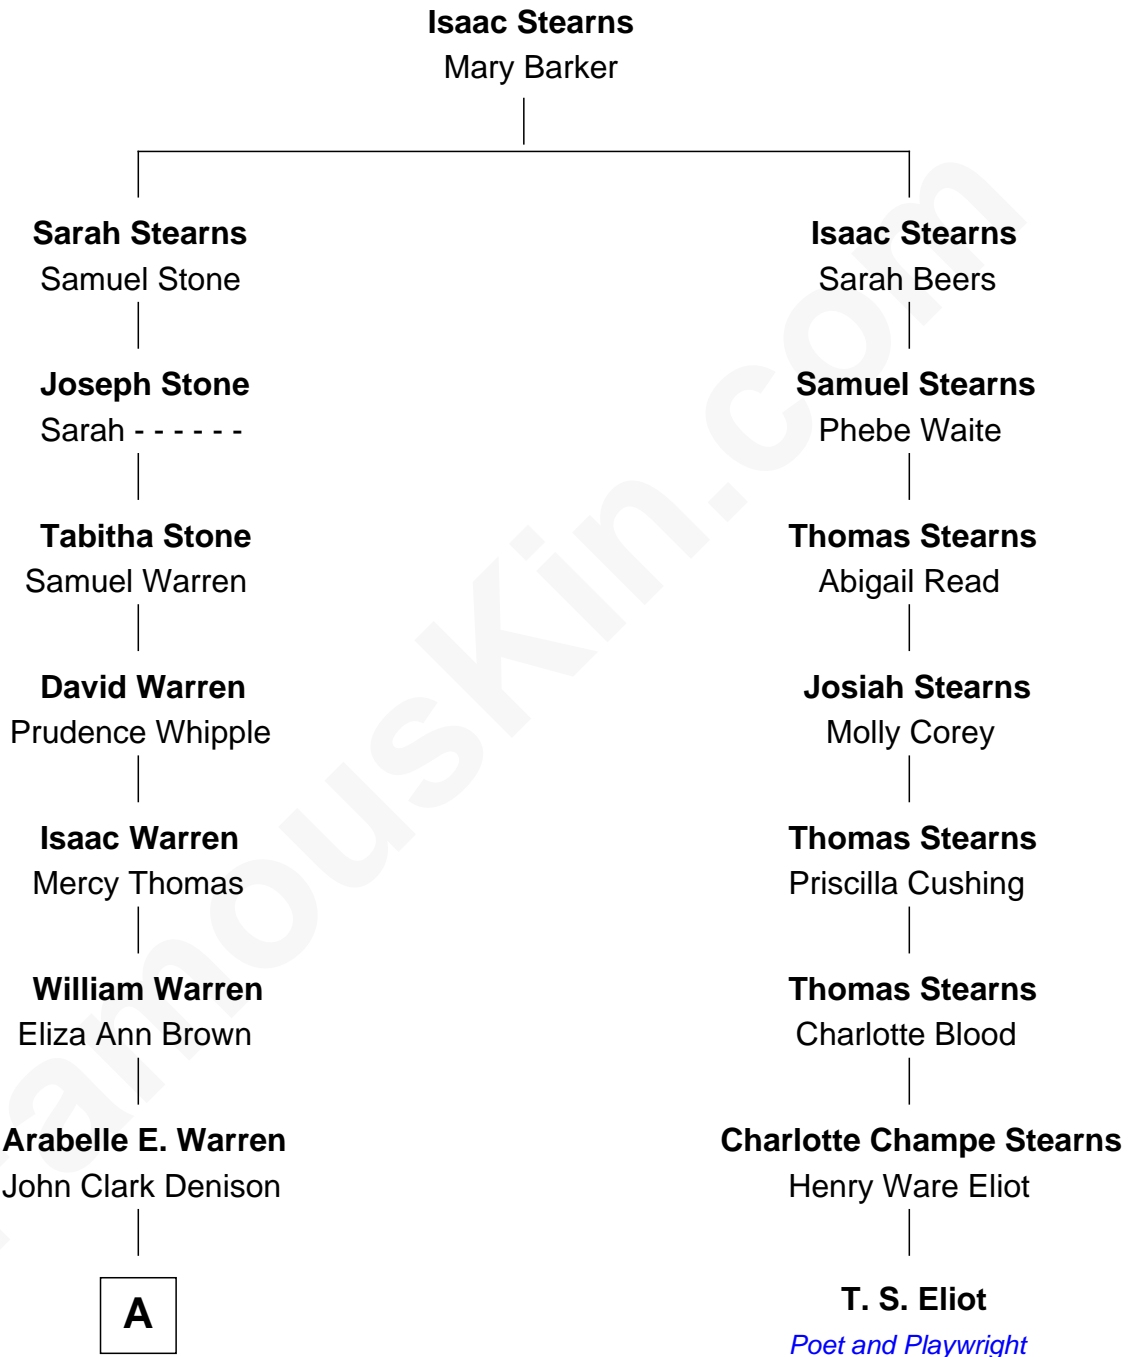 Isaac Stearns
Mary Barker
Sarah Stearns
Samuel Stone
Isaac Stearns
Sarah Beers
Joseph Stone
Sarah - - - - - -
Samuel Stearns
Phebe Waite
Tabitha Stone
Samuel Warren
Thomas Stearns
Abigail Read
David Warren
Prudence Whipple
Josiah Stearns
Molly Corey
Isaac Warren
Mercy Thomas
Thomas Stearns
Priscilla Cushing
William Warren
Eliza Ann Brown
Thomas Stearns
Charlotte Blood
Arabelle E. Warren
John Clark Denison
Charlotte Champe Stearns
Henry Ware Eliot
A
T. S. Eliot
Poet and Playwright
FamousKin.com